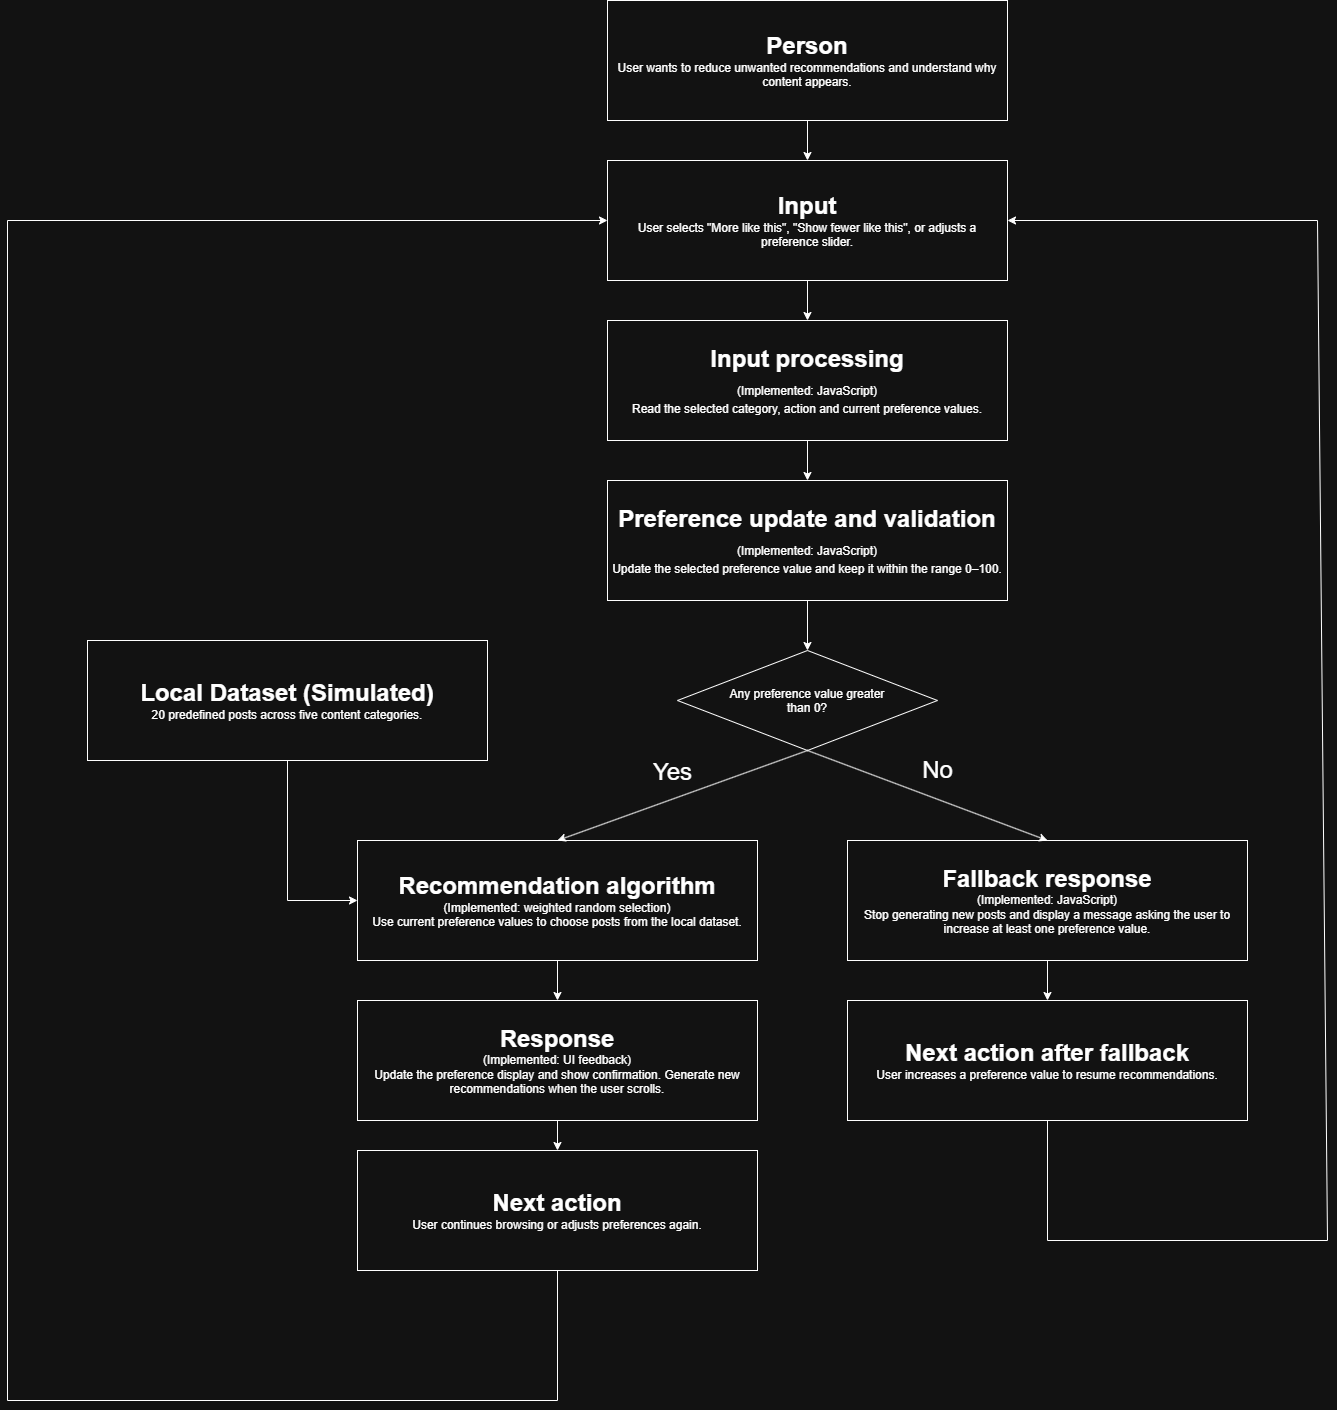 Person
User wants to reduce unwanted recommendations and understand why
content appears.
Input
User selects "More like this", "Show fewer like this", or adjusts a
preference slider.
Input processing
(Implemented: JavaScript)
Read the selected category, action and current preference values.
Preference update and validation
(Implemented: JavaScript)
Update the selected preference value and keep it within the range 0–100.
Local Dataset (Simulated)
20 predefined posts across five content categories.
Any preference value greater
than 0?
Yes
No
Recommendation algorithm
(Implemented: weighted random selection)
Use current preference values to choose posts from the local dataset.
Fallback response
(Implemented: JavaScript)
Stop generating new posts and display a message asking the user to
increase at least one preference value.
Response
(Implemented: UI feedback)
Update the preference display and show confirmation. Generate new
recommendations when the user scrolls.
Next action after fallback
User increases a preference value to resume recommendations.
Next action
User continues browsing or adjusts preferences again.